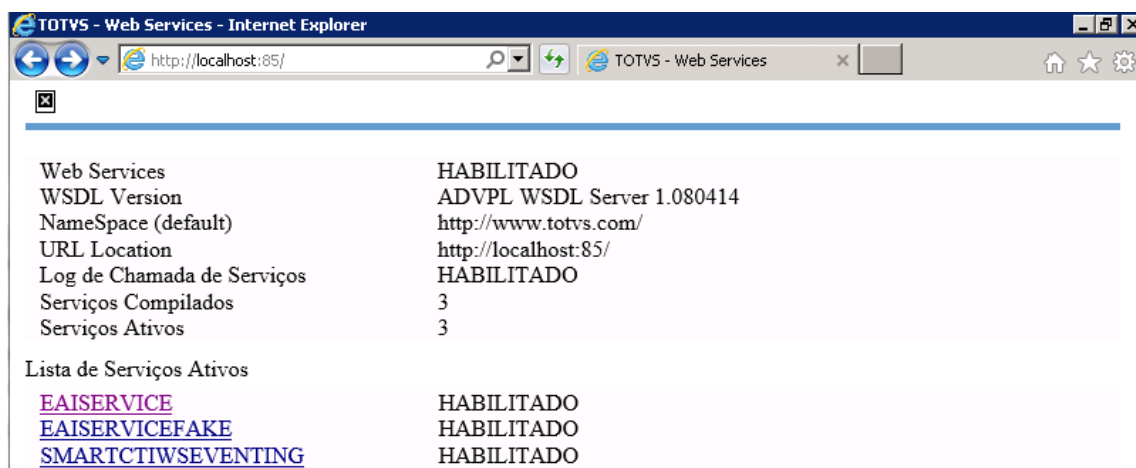 TOTVS - Web Services - Internet Explorer
http://localhost:85/
TOTVS - Web Services
Web Services HABILITADO
WSDL Version ADVPL WSDL Server 1.080414
NameSpace (default) http://www.totvs.com/
URL Location http://localhost:85/
Log de Chamada de Serviços HABILITADO
Serviços Compilados 3
Serviços Ativos 3
Lista de Serviços Ativos
EAISERVICE HABILITADO
EAISERVICEFAKE HABILITADO
SMARTCTIWSEVENTING HABILITADO